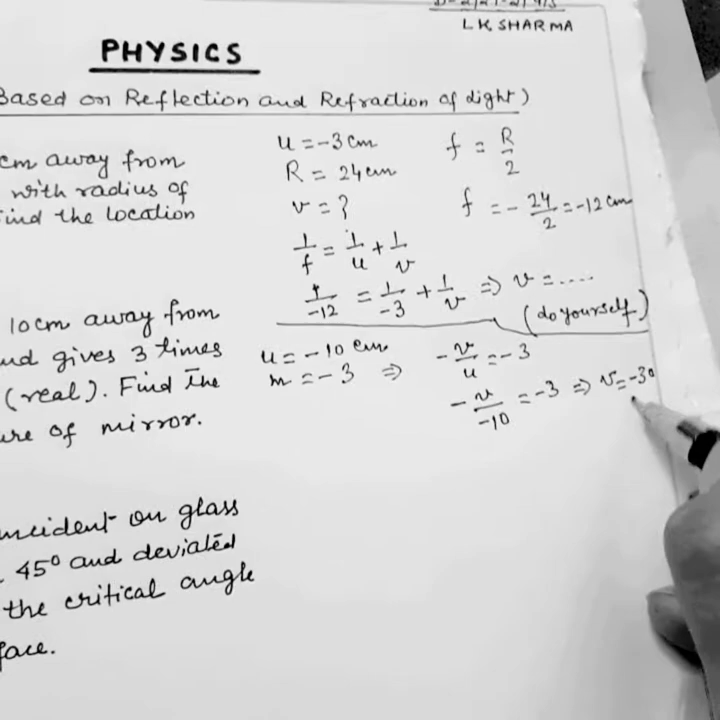 LK SHARMA
PHYSICS
Based on Reflection and Refraction of light)
cm away from
with radius of
find the location
u = -3 cm
R = 24 cm
v = ?
f = R/2
f = - 24/2 = -12 cm
1/f = 1/u + 1/v
1/-12 = 1/-3 + 1/v ⇒ v = ....
(do yourself)
10cm away from
and gives 3 times
(real). Find the
ure of mirror.
u = -10 cm
m = -3 ⇒ - v/u = -3
- v/-10 = -3 ⇒ v = -30
incident on glass
45° and deviated
the critical angle
face.